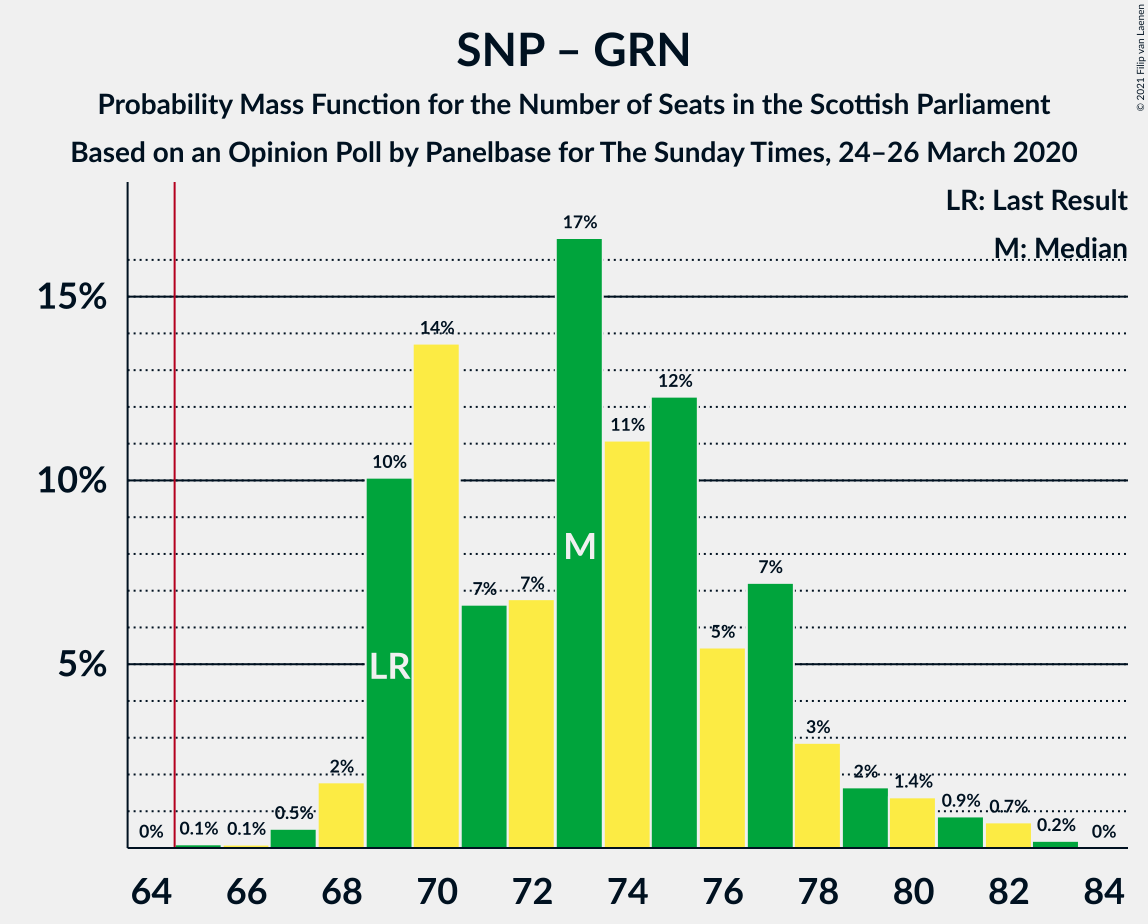 SNP – GRN
Probability Mass Function for the Number of Seats in the Scottish Parliament
Based on an Opinion Poll by Panelbase for The Sunday Times, 24–26 March 2020
© 2021 Filip van Laenen
LR: Last Result
M: Median
15%
10%
5%
0%
0.1%
0.1%
0.5%
2%
10%
14%
7%
7%
17%
11%
12%
5%
7%
3%
2%
1.4%
0.9%
0.7%
0.2%
0%
LR
M
64 66 68 70 72 74 76 78 80 82 84